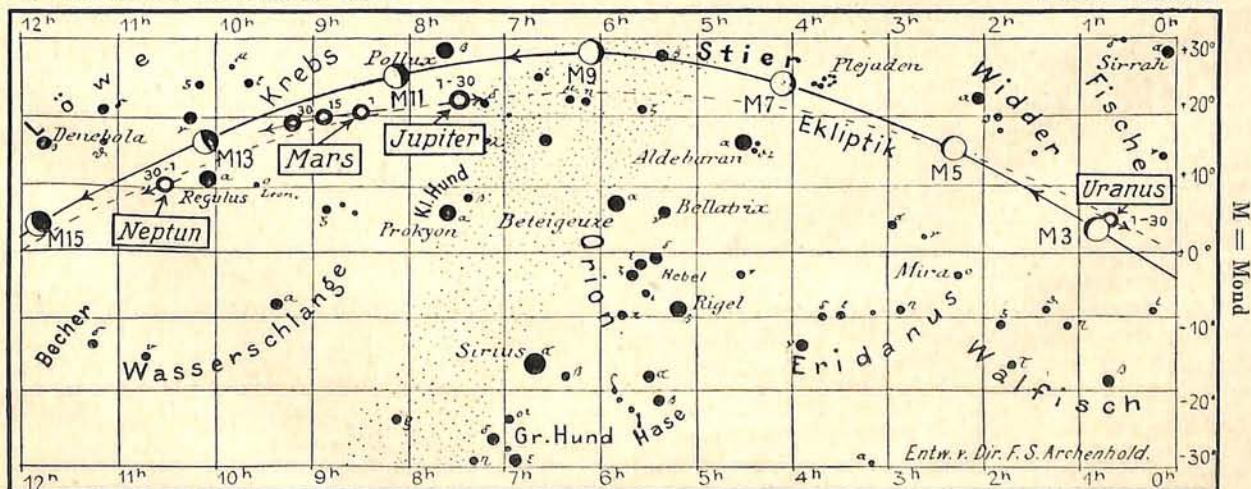 12h 11h 10h 9h 8h 7h 6h 5h 4h 3h 2h 1h 0h
+30°
+20°
+10°
0°
-10°
-20°
-30°
M = Mond
Löwe
Denebola
Krebs
Pollux
M11
30 15 1
1-30
Jupiter
Mars
M13
30-1
Regulus
Leon.
Neptun
M15
M9
Stier
Plejaden
M7
Ekliptik
Aldebaran
Widder
Fische
Sirrah
M5
Uranus
1-30
M3
Kl. Hund
Prokyon
Beteigeuze
Bellatrix
Orion
Nebel
Rigel
Mira
Becher
Wasserschlange
Sirius
Eridanus
Walfisch
Gr. Hund
Hase
Entw. v. Dir. F. S. Archenhold.
12h 11h 10h 9h 8h 7h 6h 5h 4h 3h 2h 1h 0h